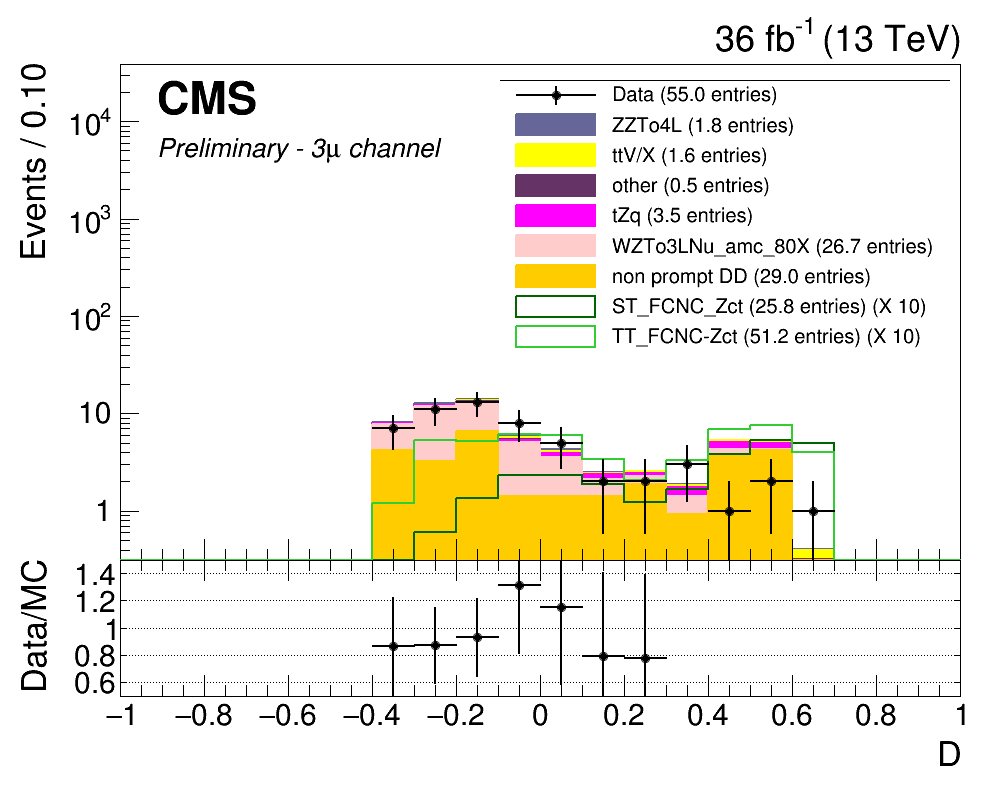 36 fb-1 (13 TeV)
Events / 0.10
CMS
Preliminary - 3μ channel
Data (55.0 entries)
ZZTo4L (1.8 entries)
ttV/X (1.6 entries)
other (0.5 entries)
tZq (3.5 entries)
WZTo3LNu_amc_80X (26.7 entries)
non prompt DD (29.0 entries)
ST_FCNC_Zct (25.8 entries) (X 10)
TT_FCNC-Zct (51.2 entries) (X 10)
10^4
10^3
10^2
10
1
Data/MC
1.4
1.2
1
0.8
0.6
−1 −0.8 −0.6 −0.4 −0.2 0 0.2 0.4 0.6 0.8 1
D